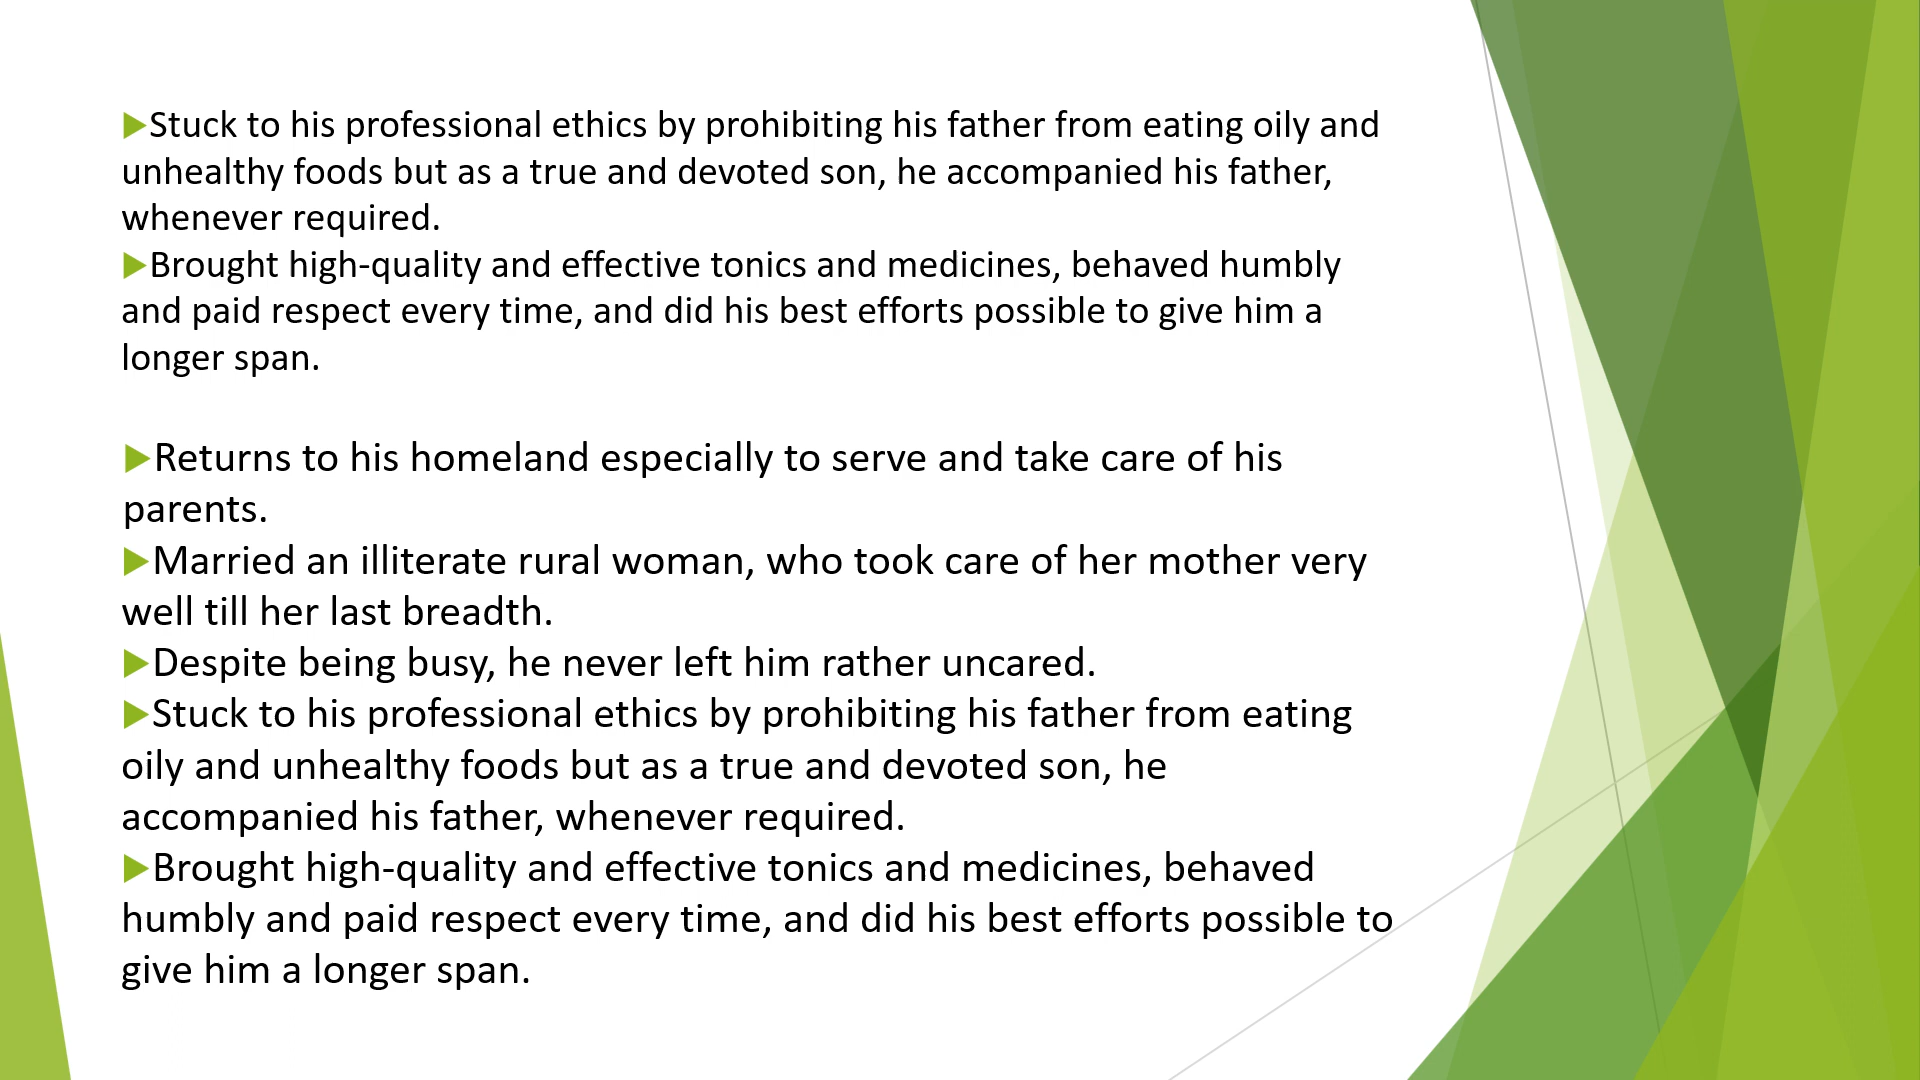 ▶Stuck to his professional ethics by prohibiting his father from eating oily and
unhealthy foods but as a true and devoted son, he accompanied his father,
whenever required.
▶Brought high-quality and effective tonics and medicines, behaved humbly
and paid respect every time, and did his best efforts possible to give him a
longer span.
▶Returns to his homeland especially to serve and take care of his
parents.
▶Married an illiterate rural woman, who took care of her mother very
well till her last breadth.
▶Despite being busy, he never left him rather uncared.
▶Stuck to his professional ethics by prohibiting his father from eating
oily and unhealthy foods but as a true and devoted son, he
accompanied his father, whenever required.
▶Brought high-quality and effective tonics and medicines, behaved
humbly and paid respect every time, and did his best efforts possible to
give him a longer span.